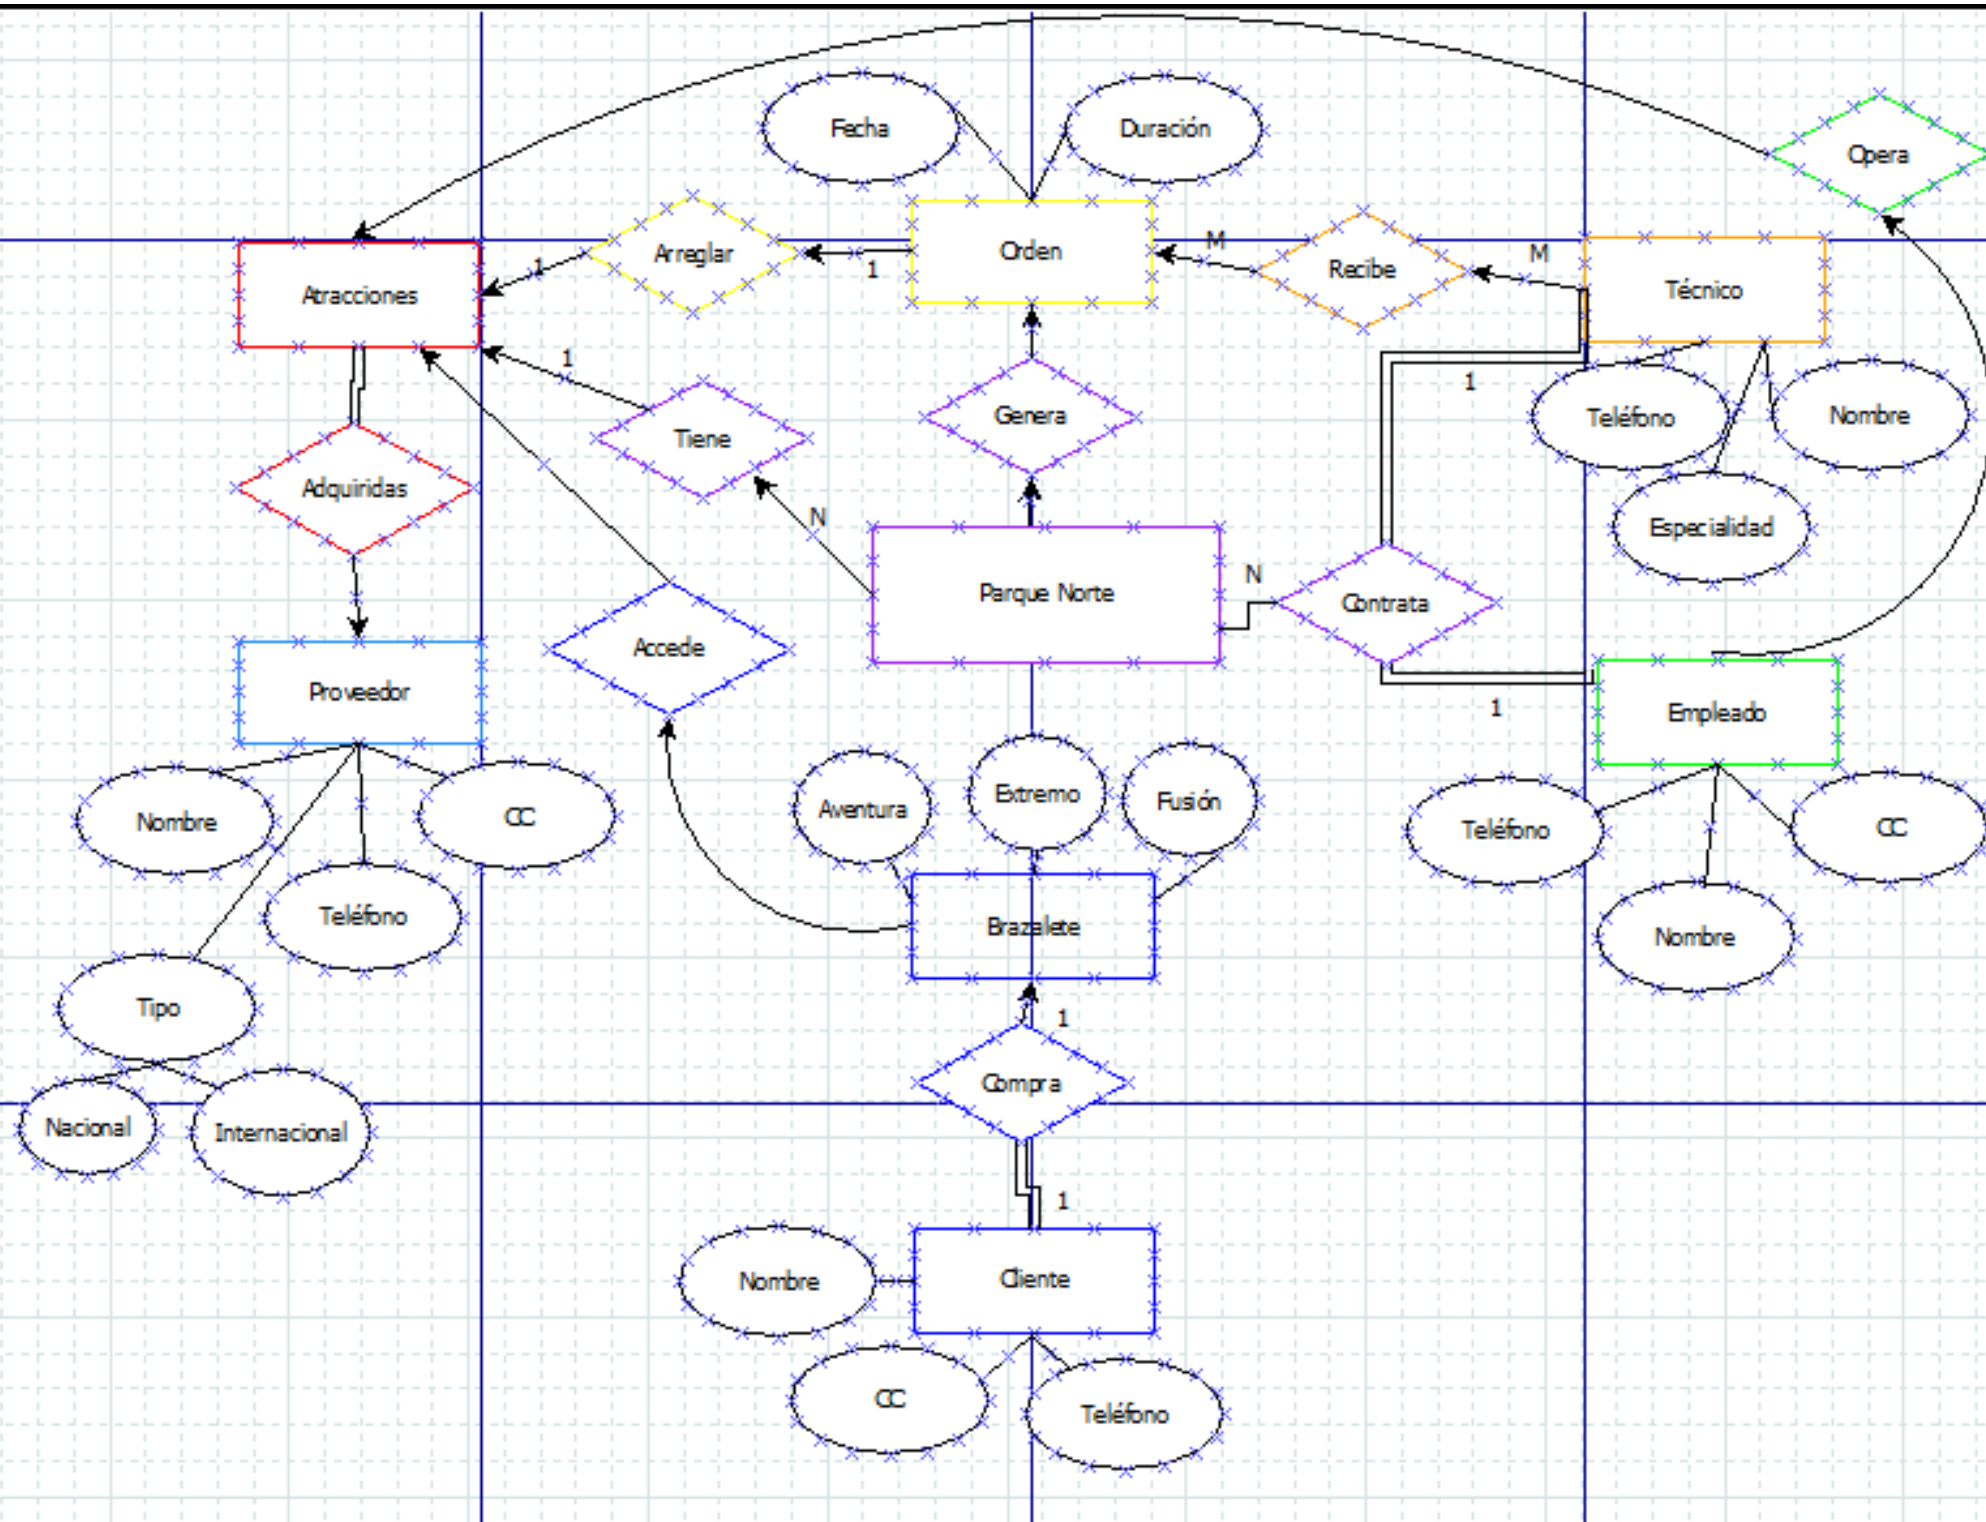 Fecha
Duración
Opera
Arreglar
Orden
Recibe
Técnico
Atracciones
1
1
M
M
1
Tiene
Genera
1
Teléfono
Nombre
Adquiridas
N
Especialidad
Parque Norte
N
Contrata
Accede
Proveedor
1
Empleado
Nombre
CC
Aventura
Extremo
Fusión
Teléfono
CC
Teléfono
Brazalete
Nombre
Tipo
1
Compra
Nacional
Internacional
1
Nombre
Cliente
CC
Teléfono